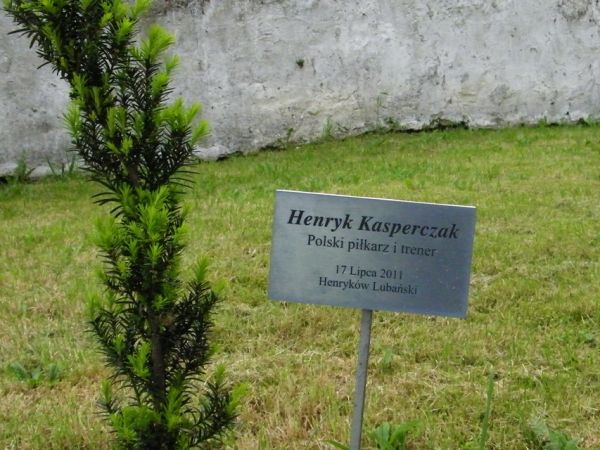 Henryk Kasperczak
Polski piłkarz i trener
17 Lipca 2011
Henryków Lubański